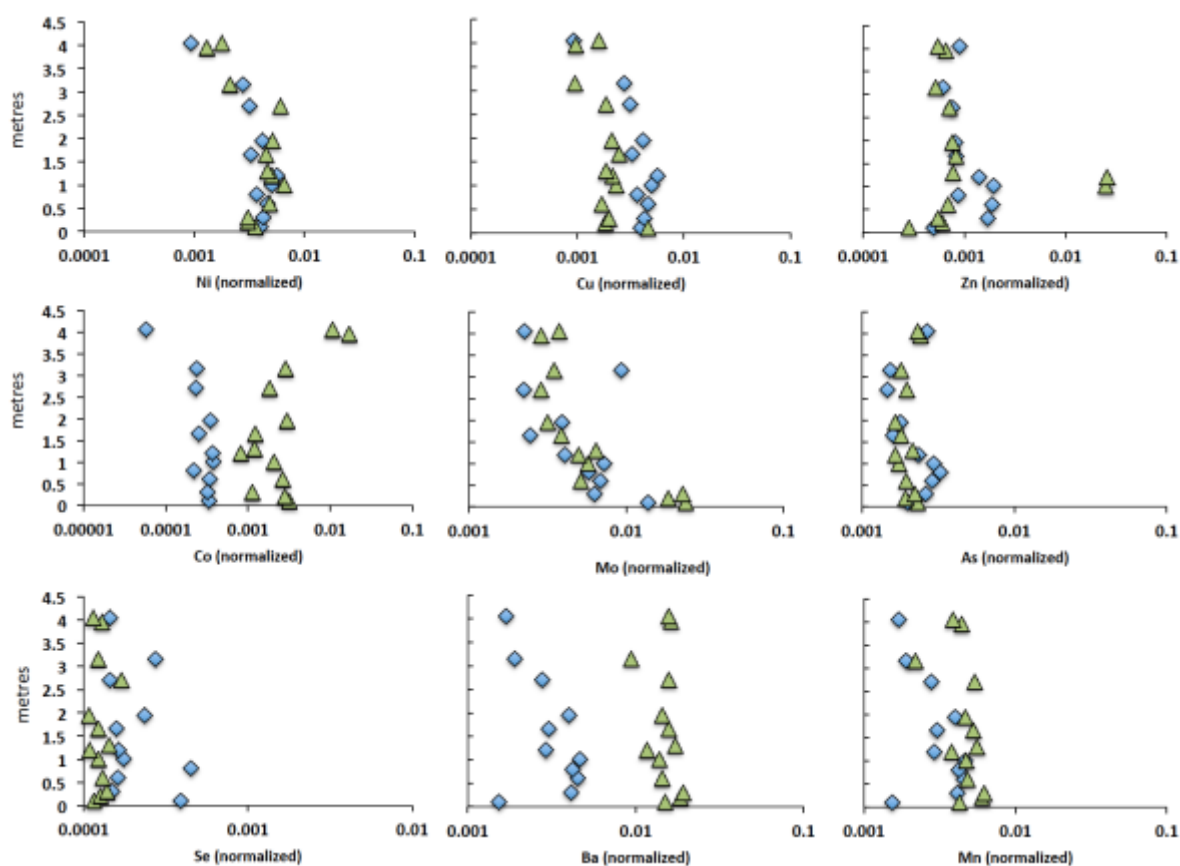 4.5 4 3.5 3 2.5 2 1.5 1 0.5 0
metres
0.0001 0.001 0.01 0.1
Ni (normalized)
0.0001 0.001 0.01 0.1
Cu (normalized)
0.0001 0.001 0.01 0.1
Zn (normalized)
4.5 4 3.5 3 2.5 2 1.5 1 0.5 0
metres
0.00001 0.0001 0.001 0.01 0.1
Co (normalized)
0.001 0.01 0.1
Mo (normalized)
0.001 0.01 0.1
As (normalized)
4.5 4 3.5 3 2.5 2 1.5 1 0.5 0
metres
0.0001 0.001 0.01
Se (normalized)
0.001 0.01 0.1
Ba (normalized)
0.001 0.01 0.1
Mn (normalized)